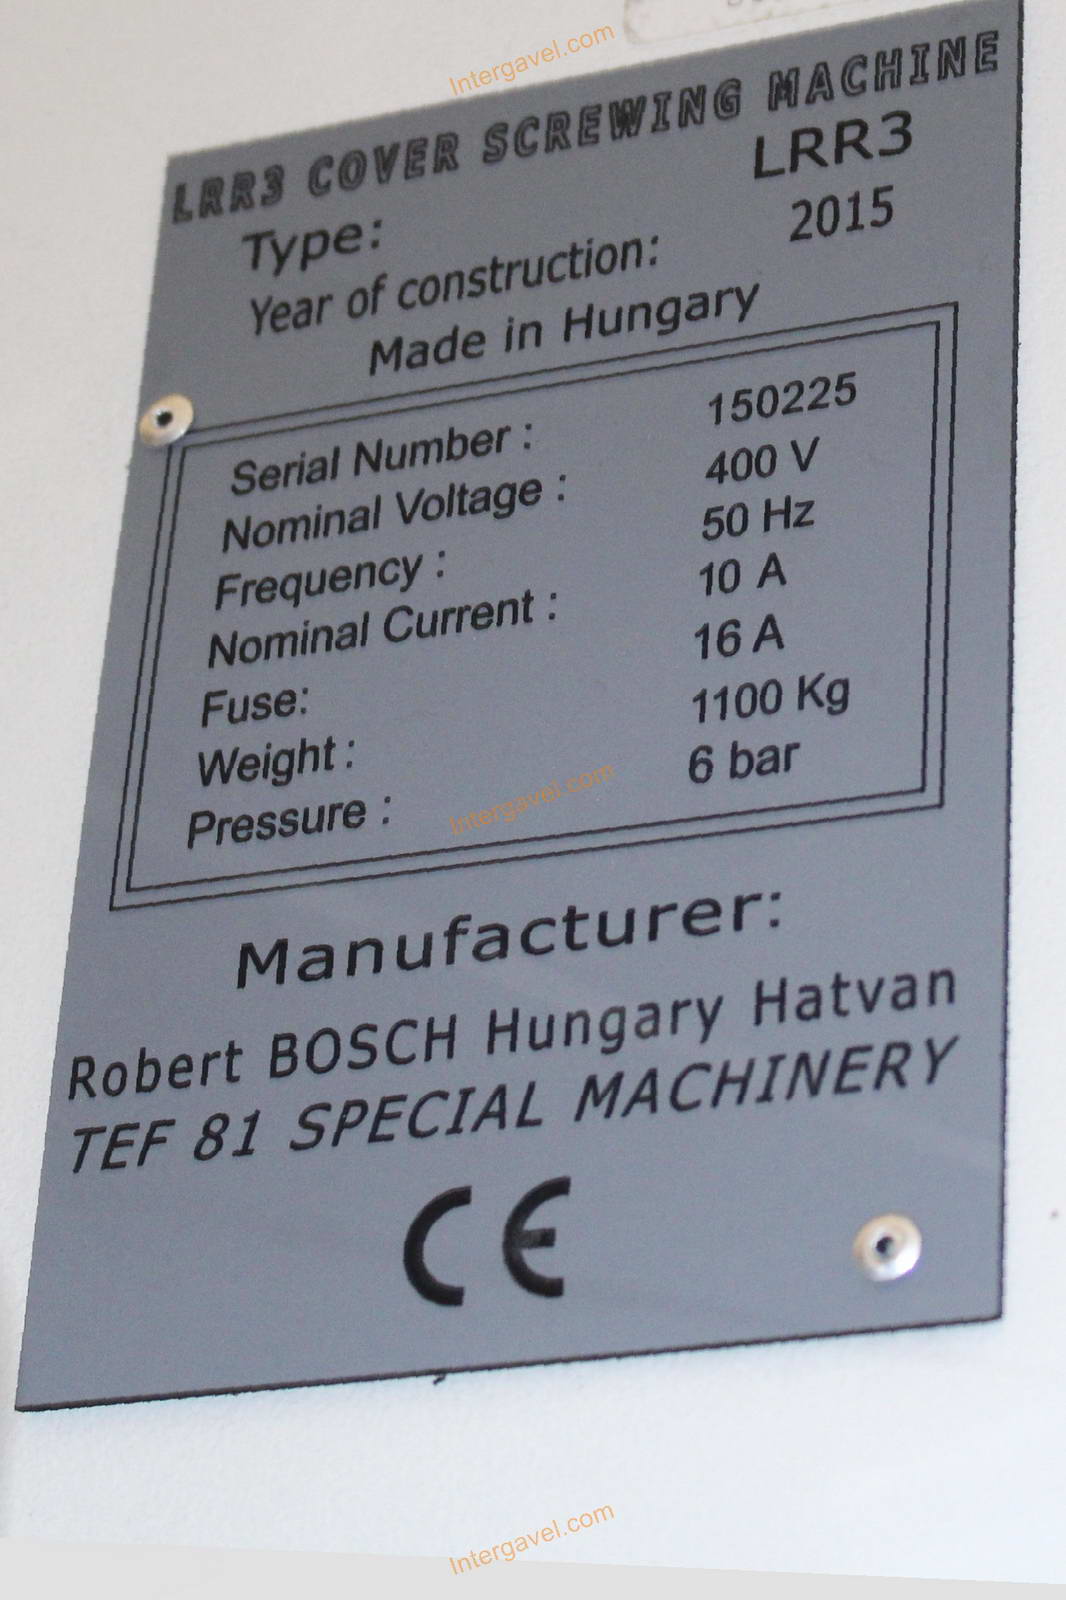 Intergavel.com
LRR3 COVER SCREWING MACHINE
Type: LRR3
Year of construction: 2015
Made in Hungary
Serial Number : 150225
Nominal Voltage : 400 V
Frequency : 50 Hz
Nominal Current : 10 A
Fuse: 16 A
Weight : 1100 Kg
Pressure : 6 bar
Intergavel.com
Manufacturer:
Robert BOSCH Hungary Hatvan
TEF 81 SPECIAL MACHINERY
CE
Intergavel.com